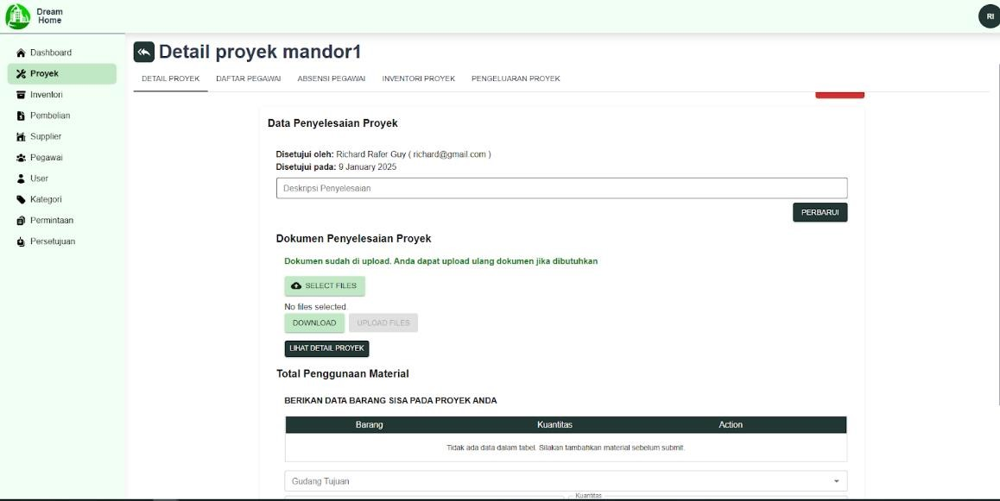 Dream
Home
RI
Dashboard
Proyek
Inventori
Pembelian
Supplier
Pegawai
User
Kategori
Permintaan
Persetujuan
Detail proyek mandor1
DETAIL PROYEK DAFTAR PEGAWAI ABSENSI PEGAWAI INVENTORI PROYEK PENGELUARAN PROYEK
Data Penyelesaian Proyek
Disetujui oleh: Richard Rafer Guy ( richard@gmail.com )
Disetujui pada: 9 January 2025
Deskripsi Penyelesaian
PERBARUI
Dokumen Penyelesaian Proyek
Dokumen sudah di upload. Anda dapat upload ulang dokumen jika dibutuhkan
SELECT FILES
No files selected.
DOWNLOAD UPLOAD FILES
LIHAT DETAIL PROYEK
Total Penggunaan Material
BERIKAN DATA BARANG SISA PADA PROYEK ANDA
Barang Kuantitas Action
Tidak ada data dalam tabel. Silakan tambahkan material sebelum submit.
Gudang Tujuan
Kuantitas